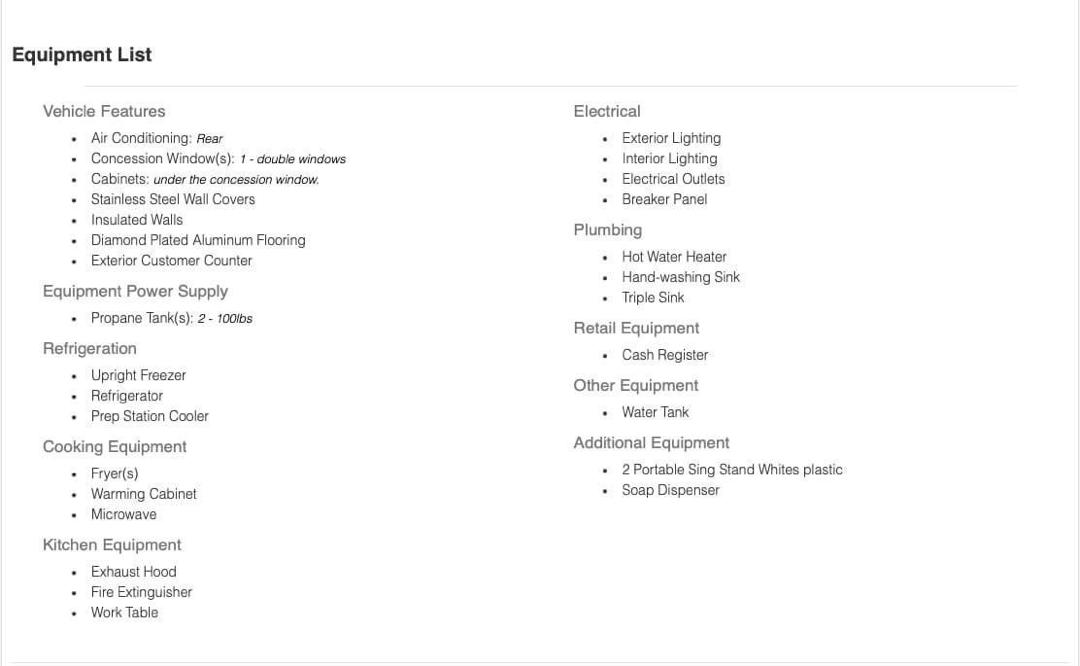 Equipment List
Vehicle Features
• Air Conditioning: Rear
• Concession Window(s): 1 - double windows
• Cabinets: under the concession window.
• Stainless Steel Wall Covers
• Insulated Walls
• Diamond Plated Aluminum Flooring
• Exterior Customer Counter
Equipment Power Supply
• Propane Tank(s): 2 - 100lbs
Refrigeration
• Upright Freezer
• Refrigerator
• Prep Station Cooler
Cooking Equipment
• Fryer(s)
• Warming Cabinet
• Microwave
Kitchen Equipment
• Exhaust Hood
• Fire Extinguisher
• Work Table
Electrical
• Exterior Lighting
• Interior Lighting
• Electrical Outlets
• Breaker Panel
Plumbing
• Hot Water Heater
• Hand-washing Sink
• Triple Sink
Retail Equipment
• Cash Register
Other Equipment
• Water Tank
Additional Equipment
• 2 Portable Sing Stand Whites plastic
• Soap Dispenser